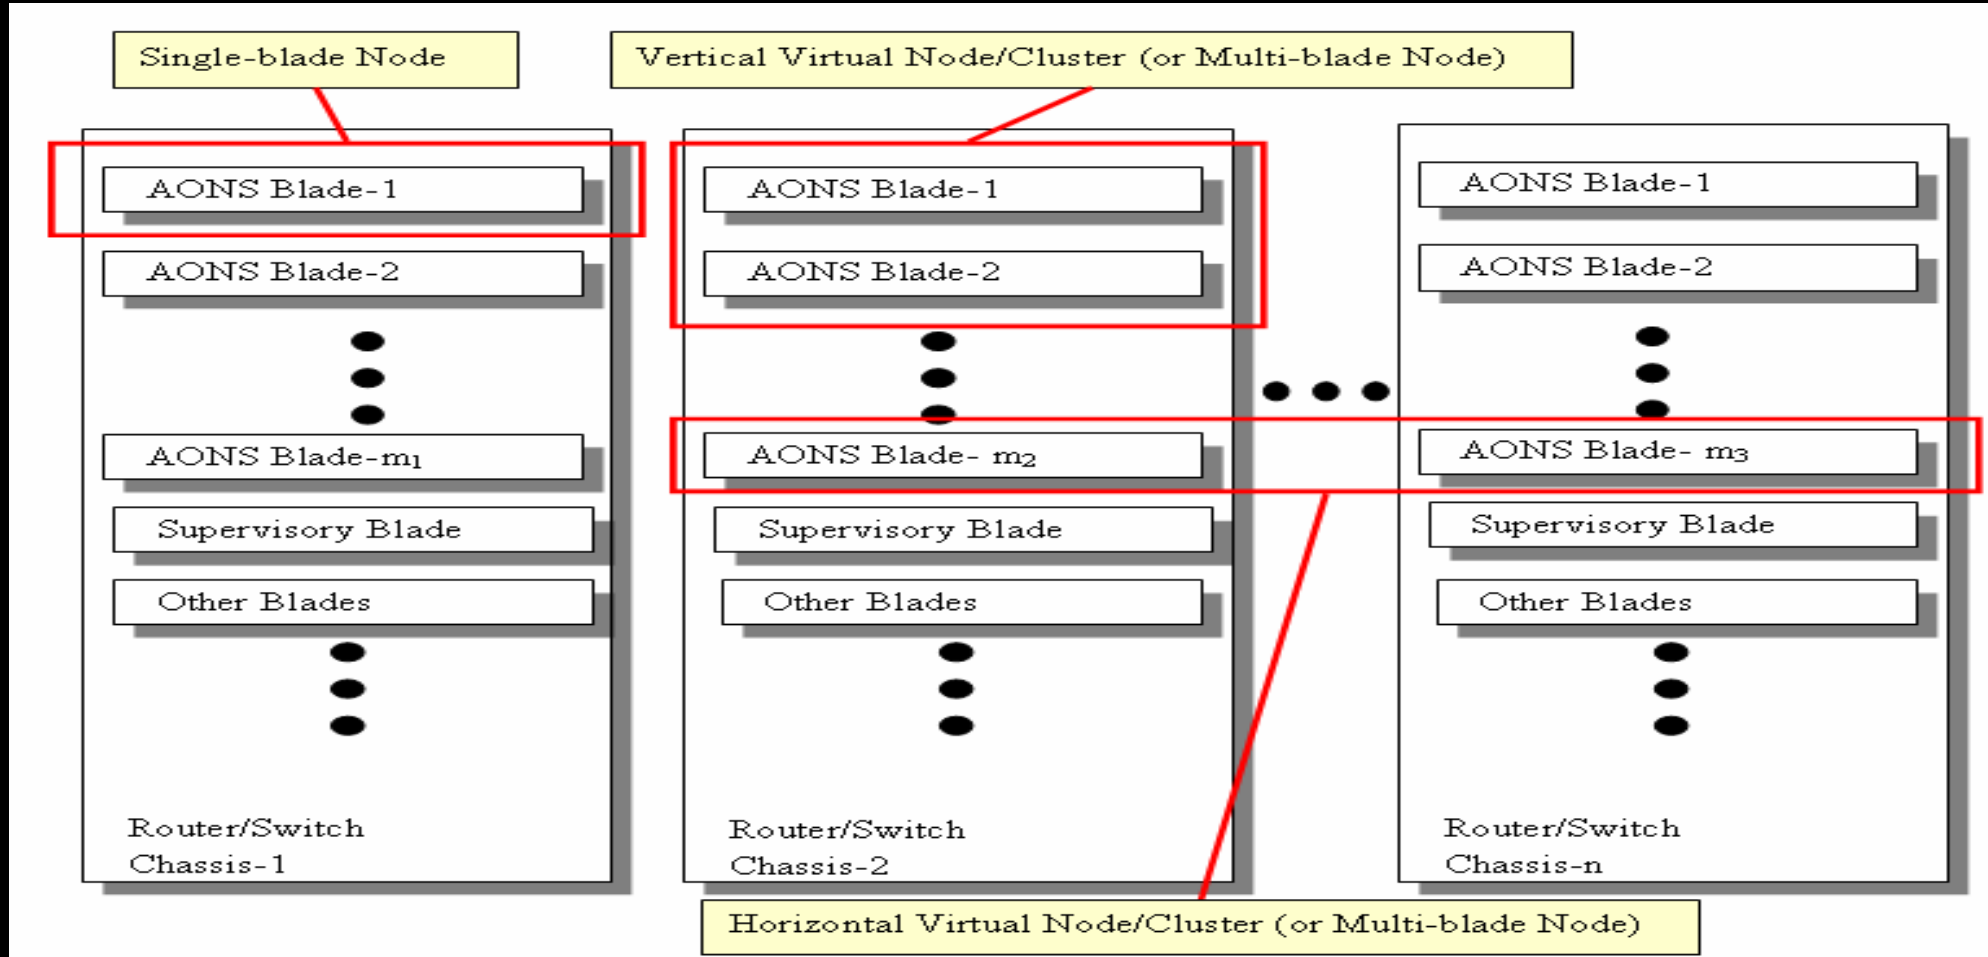 Single-blade Node
Vertical Virtual Node/Cluster (or Multi-blade Node)
AONS Blade-1
AONS Blade-2
AONS Blade-m₁
Supervisory Blade
Other Blades
Router/Switch
Chassis-1
AONS Blade-1
AONS Blade-2
AONS Blade- m₂
Supervisory Blade
Other Blades
Router/Switch
Chassis-2
AONS Blade-1
AONS Blade-2
AONS Blade- m₃
Supervisory Blade
Other Blades
Router/Switch
Chassis-n
Horizontal Virtual Node/Cluster (or Multi-blade Node)